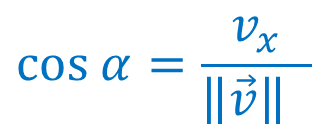 cos α = v_x / ||v⃗||